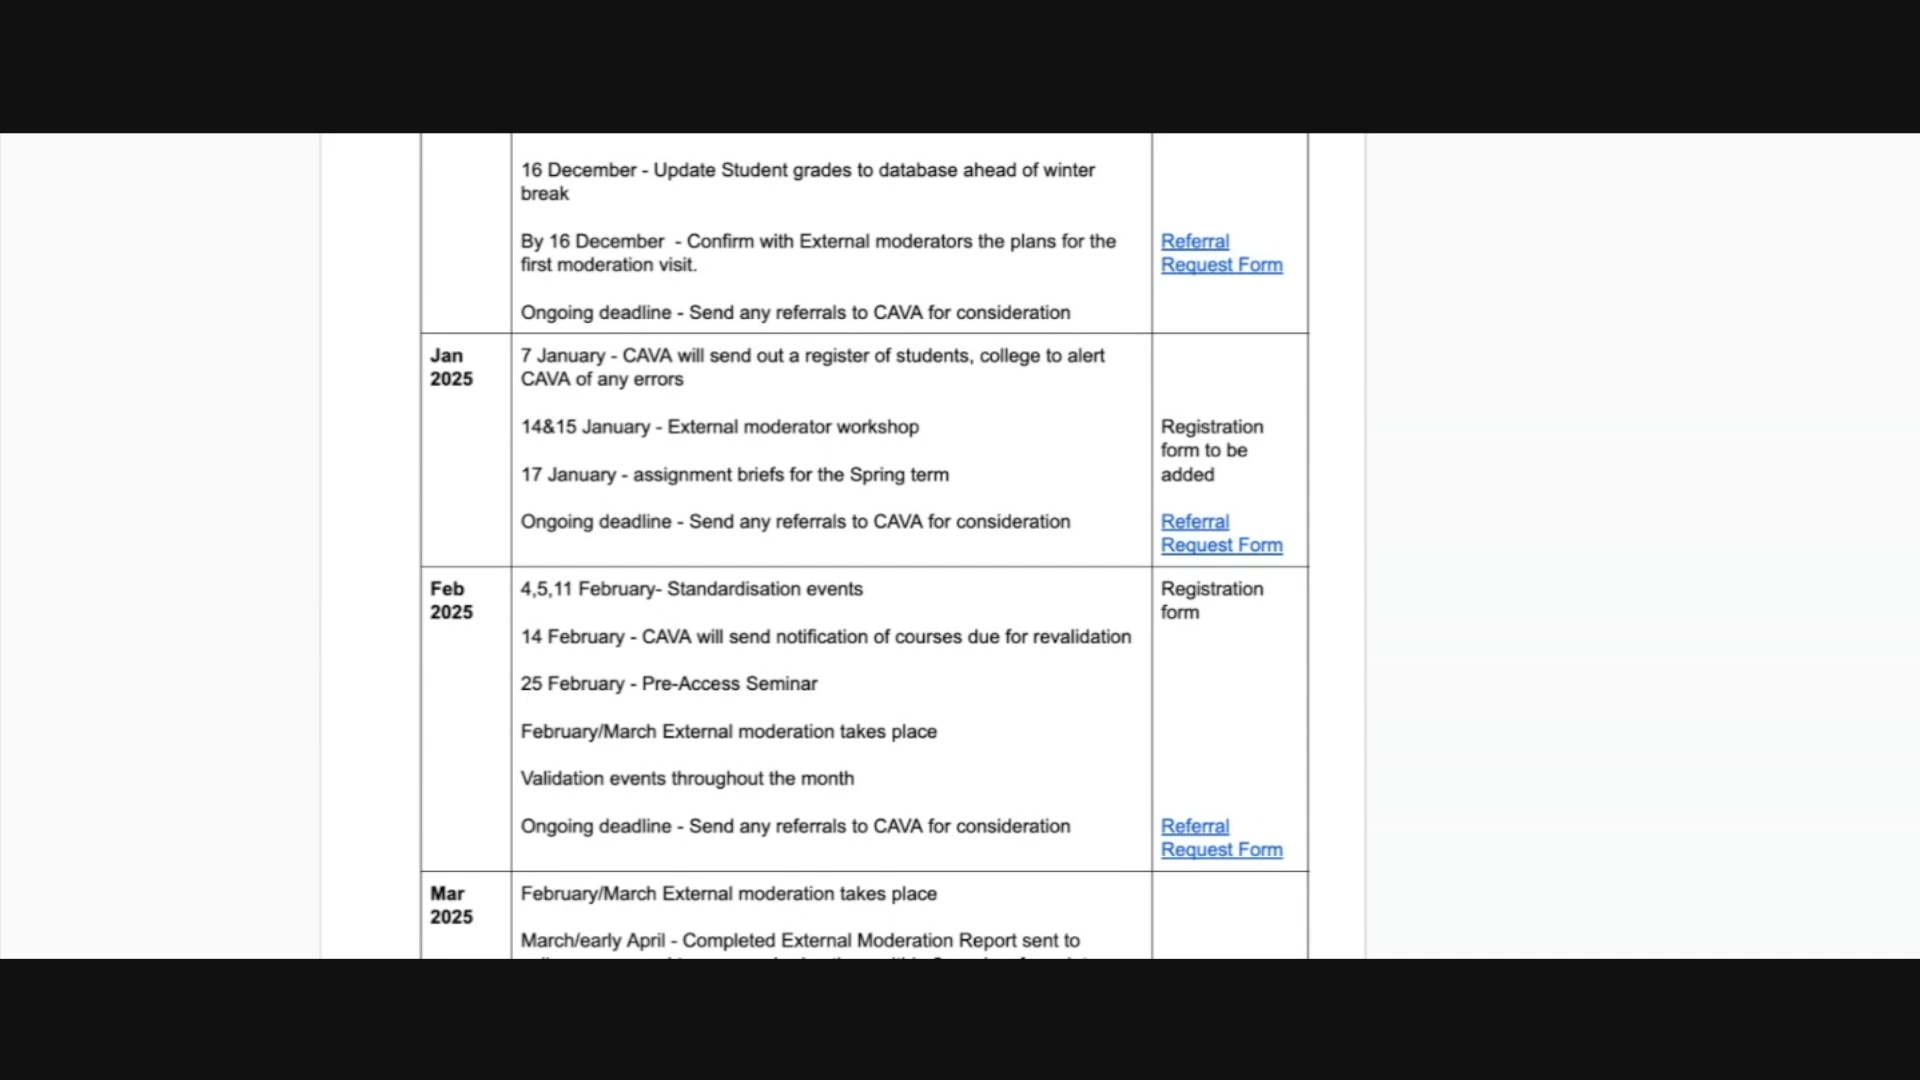 16 December - Update Student grades to database ahead of winter
break
By 16 December  - Confirm with External moderators the plans for the
first moderation visit.
Referral
Request Form
Ongoing deadline - Send any referrals to CAVA for consideration
Jan
2025
7 January - CAVA will send out a register of students, college to alert
CAVA of any errors
14&15 January - External moderator workshop
17 January - assignment briefs for the Spring term
Ongoing deadline - Send any referrals to CAVA for consideration
Registration
form to be
added
Referral
Request Form
Feb
2025
4,5,11 February- Standardisation events
14 February - CAVA will send notification of courses due for revalidation
25 February - Pre-Access Seminar
February/March External moderation takes place
Validation events throughout the month
Ongoing deadline - Send any referrals to CAVA for consideration
Registration
form
Referral
Request Form
Mar
2025
February/March External moderation takes place
March/early April - Completed External Moderation Report sent to